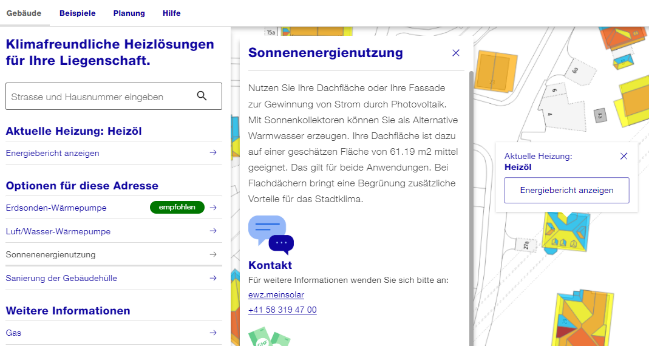 Gebäude Beispiele Planung Hilfe
Klimafreundliche Heizlösungen
für Ihre Liegenschaft.
Strasse und Hausnummer eingeben
Aktuelle Heizung: Heizöl
Energiebericht anzeigen
Optionen für diese Adresse
Erdsonden-Wärmepumpe empfohlen
Luft/Wasser-Wärmepumpe
Sonnenenergienutzung
Sanierung der Gebäudehülle
Weitere Informationen
Gas
15a
Sonnenenergienutzung
Nutzen Sie Ihre Dachfläche oder Ihre Fassade
zur Gewinnung von Strom durch Photovoltaik.
Mit Sonnenkollektoren können Sie als Alternative
Warmwasser erzeugen. Ihre Dachfläche ist dazu
auf einer geschätzen Fläche von 61.19 m2 mittel
geeignet. Das gilt für beide Anwendungen. Bei
Flachdächern bringt eine Begrünung zusätzliche
Vorteile für das Stadtklima.
Kontakt
Für weitere Informationen wenden Sie sich bitte an:
ewz.meinsolar
+41 58 319 47 00
Aktuelle Heizung:
Heizöl
Energiebericht anzeigen